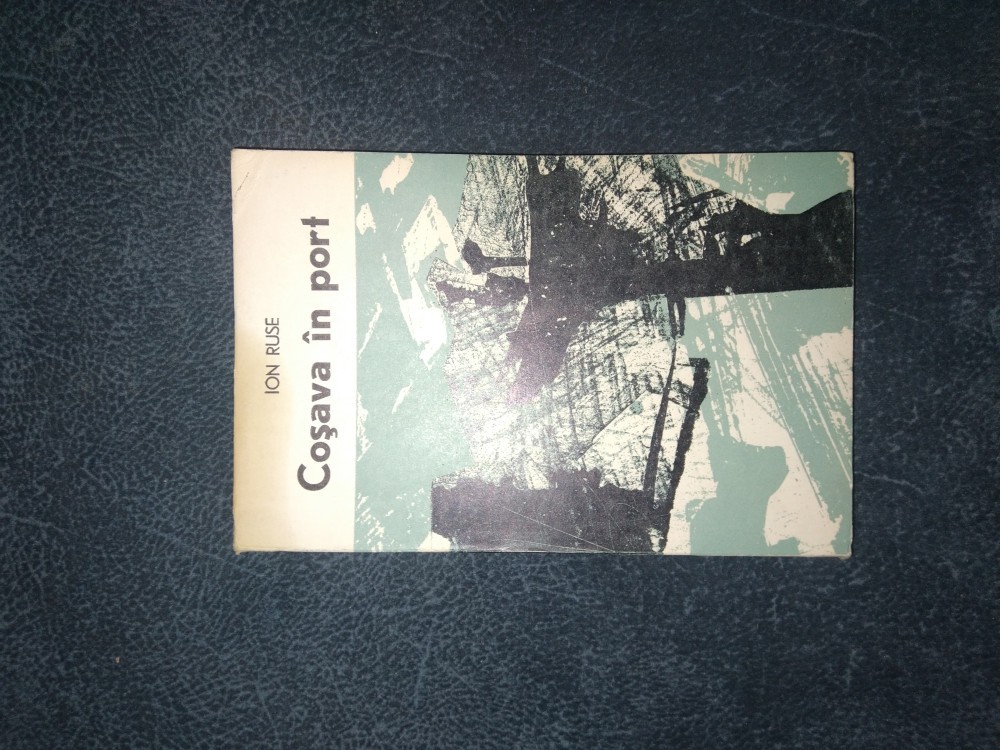 ION RUSE
Coşava în port